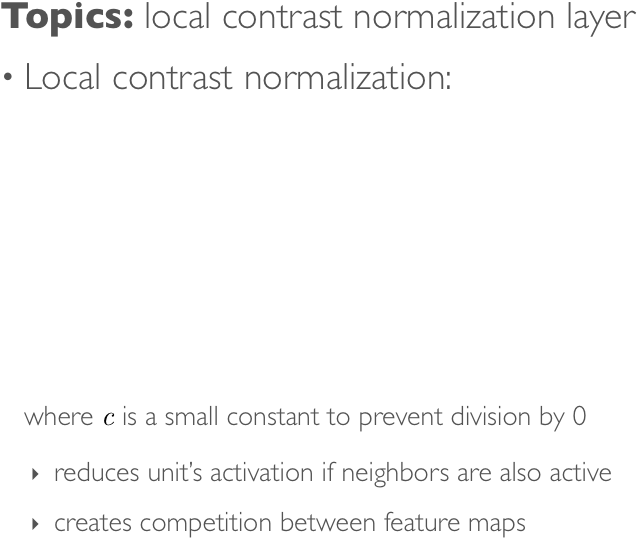 Topics: local contrast normalization layer
• Local contrast normalization:
where c is a small constant to prevent division by 0
‣ reduces unit's activation if neighbors are also active
‣ creates competition between feature maps